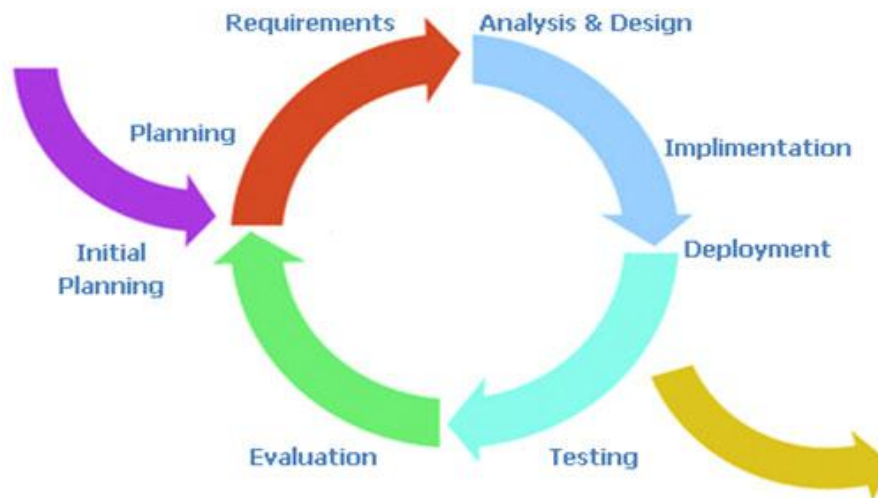 Requirements
Analysis & Design
Planning
Implimentation
Initial
Planning
Deployment
Evaluation
Testing